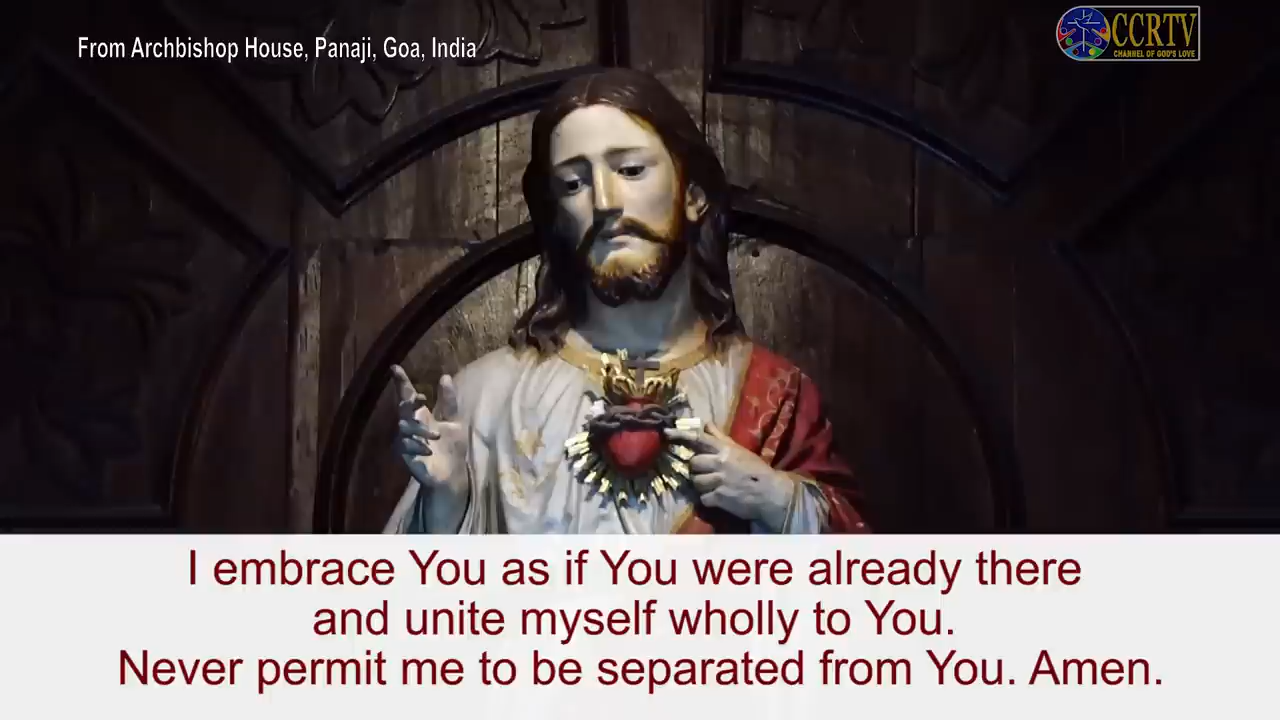 From Archbishop House, Panaji, Goa, India
CCRTV
CHANNEL OF GOD'S LOVE
I embrace You as if You were already there
and unite myself wholly to You.
Never permit me to be separated from You. Amen.